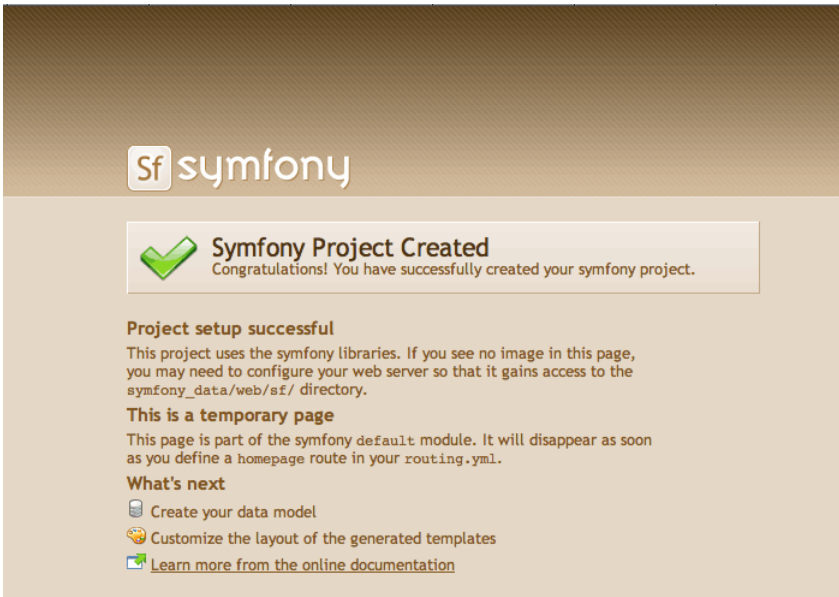 Sf symfony
Symfony Project Created
Congratulations! You have successfully created your symfony project.
Project setup successful
This project uses the symfony libraries. If you see no image in this page,
you may need to configure your web server so that it gains access to the
symfony_data/web/sf/ directory.
This is a temporary page
This page is part of the symfony default module. It will disappear as soon
as you define a homepage route in your routing.yml.
What's next
Create your data model
Customize the layout of the generated templates
Learn more from the online documentation